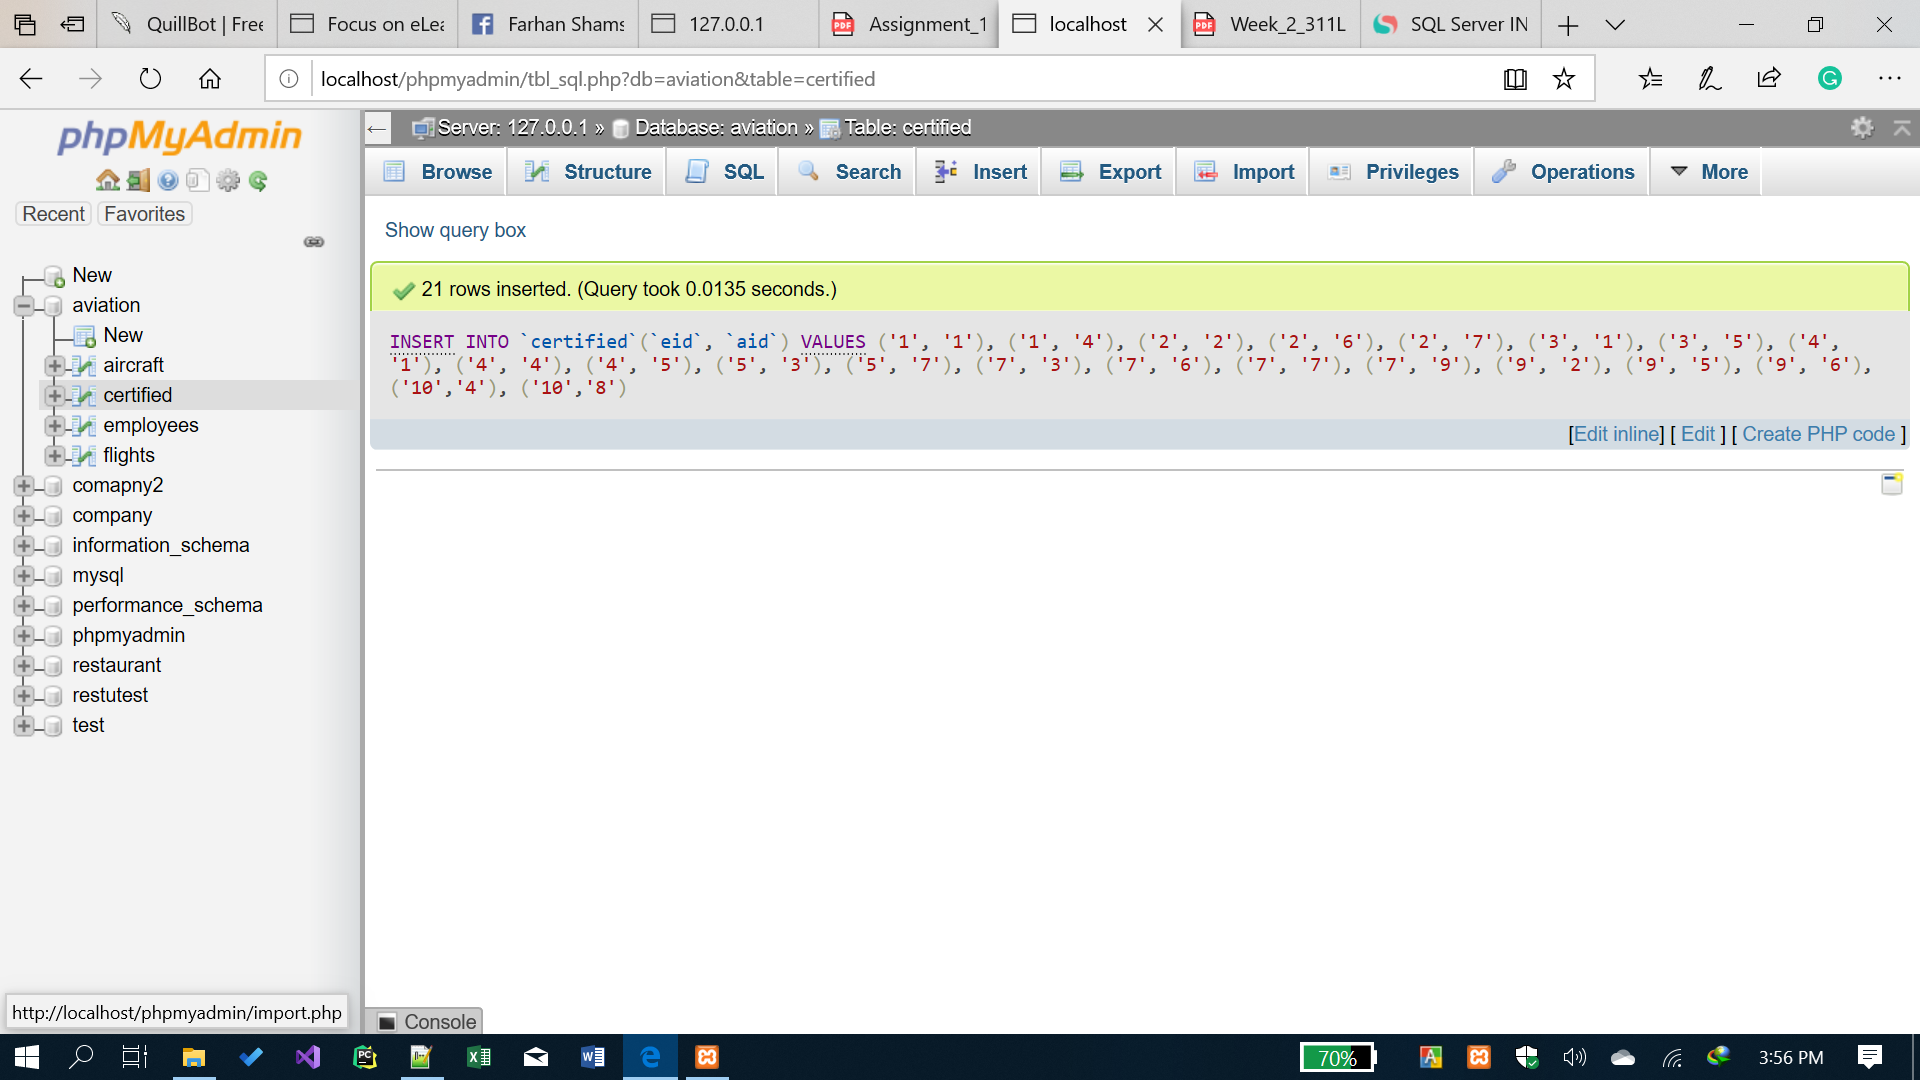 QuillBot | Free
Focus on eLea
Farhan Shams
127.0.0.1
Assignment_1
localhost
Week_2_311L
SQL Server IN
localhost/phpmyadmin/tbl_sql.php?db=aviation&table=certified
phpMyAdmin
Recent
Favorites
New
aviation
New
aircraft
certified
employees
flights
comapny2
company
information_schema
mysql
performance_schema
phpmyadmin
restaurant
restutest
test
http://localhost/phpmyadmin/import.php
Server: 127.0.0.1 » Database: aviation » Table: certified
Browse
Structure
SQL
Search
Insert
Export
Import
Privileges
Operations
More
Show query box
21 rows inserted. (Query took 0.0135 seconds.)
INSERT INTO `certified`(`eid`, `aid`) VALUES ('1', '1'), ('1', '4'), ('2', '2'), ('2', '6'), ('2', '7'), ('3', '1'), ('3', '5'), ('4',
'1'), ('4', '4'), ('4', '5'), ('5', '3'), ('5', '7'), ('7', '3'), ('7', '6'), ('7', '7'), ('7', '9'), ('9', '2'), ('9', '5'), ('9', '6'),
('10','4'), ('10','8')
[Edit inline] [ Edit ] [ Create PHP code ]
Console
70%
3:56 PM